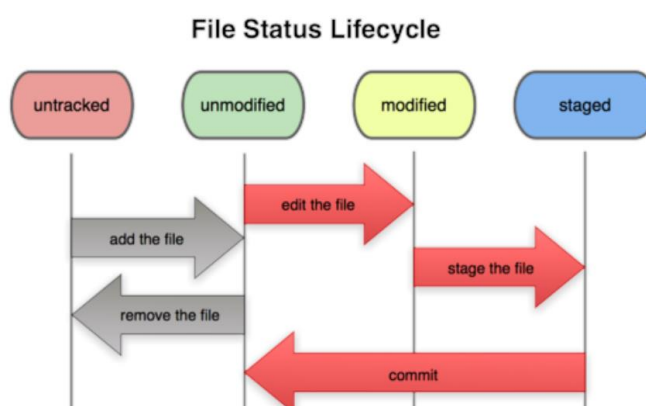 File Status Lifecycle
untracked
unmodified
modified
staged
edit the file
add the file
stage the file
remove the file
commit